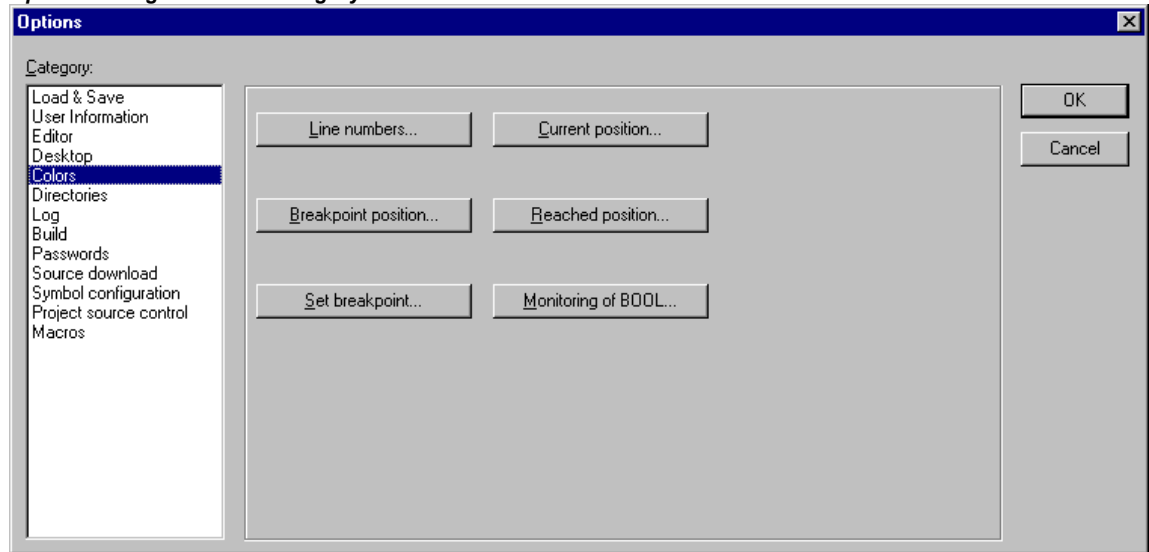 Options
Category:
Load & Save
User Information
Editor
Desktop
Colors
Directories
Log
Build
Passwords
Source download
Symbol configuration
Project source control
Macros
Line numbers...
Current position...
Breakpoint position...
Reached position...
Set breakpoint...
Monitoring of BOOL...
OK
Cancel